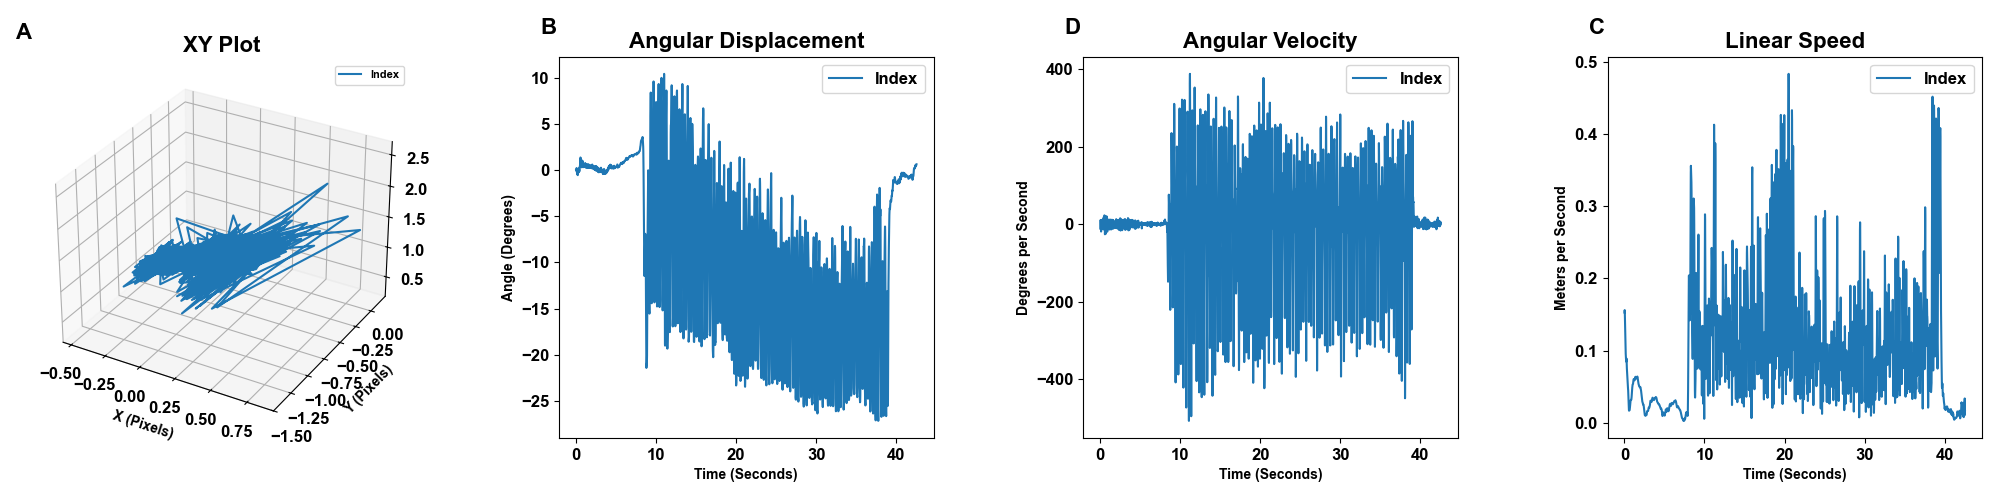 A
XY Plot
Index
2.5
2.0
1.5
1.0
0.5
0.00
−0.25
−0.50
−0.75
−1.00
−1.25
−1.50
Y (Pixels)
−0.50
−0.25
0.00
0.25
0.50
0.75
X (Pixels)
B
Angular Displacement
Index
10
5
0
−5
−10
−15
−20
−25
Angle (Degrees)
0 10 20 30 40
Time (Seconds)
D
Angular Velocity
Index
400
200
0
−200
−400
Degrees per Second
0 10 20 30 40
Time (Seconds)
C
Linear Speed
Index
0.5
0.4
0.3
0.2
0.1
0.0
Meters per Second
0 10 20 30 40
Time (Seconds)